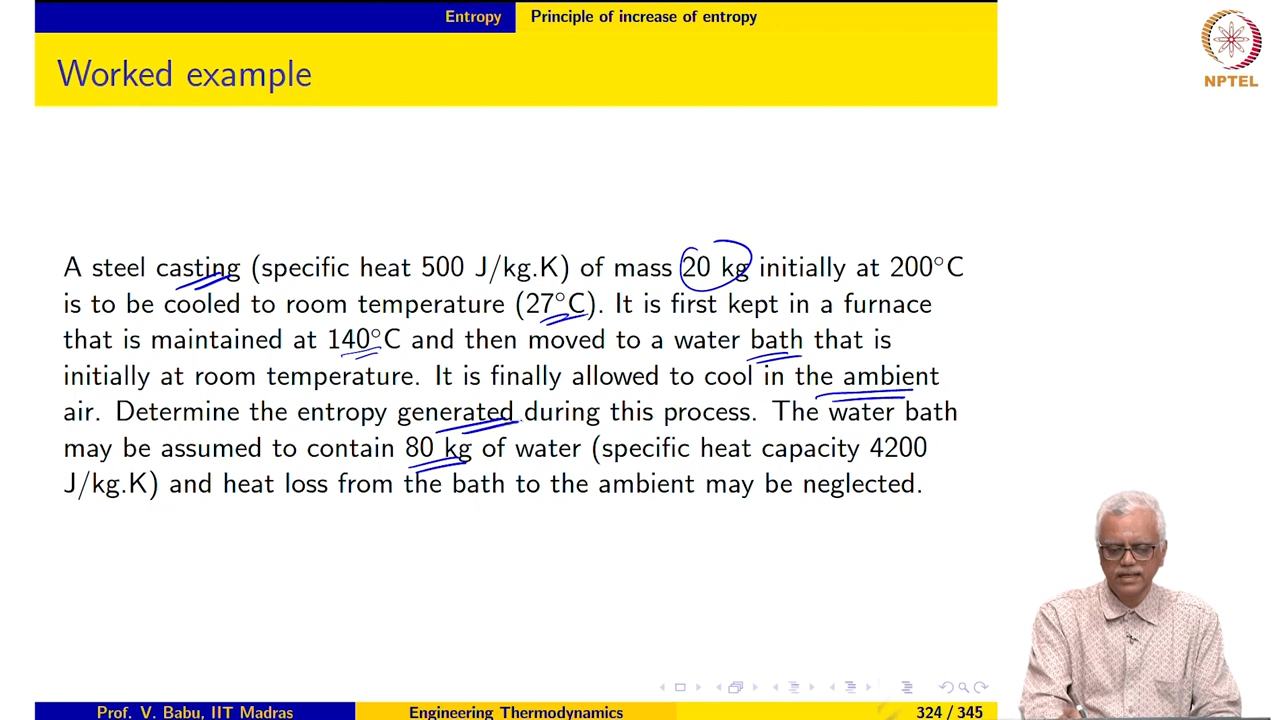 Entropy Principle of increase of entropy
Worked example
NPTEL
A steel casting (specific heat 500 J/kg.K) of mass 20 kg initially at 200°C
is to be cooled to room temperature (27°C). It is first kept in a furnace
that is maintained at 140°C and then moved to a water bath that is
initially at room temperature. It is finally allowed to cool in the ambient
air. Determine the entropy generated during this process. The water bath
may be assumed to contain 80 kg of water (specific heat capacity 4200
J/kg.K) and heat loss from the bath to the ambient may be neglected.
Prof. V. Babu, IIT Madras Engineering Thermodynamics 324 / 345